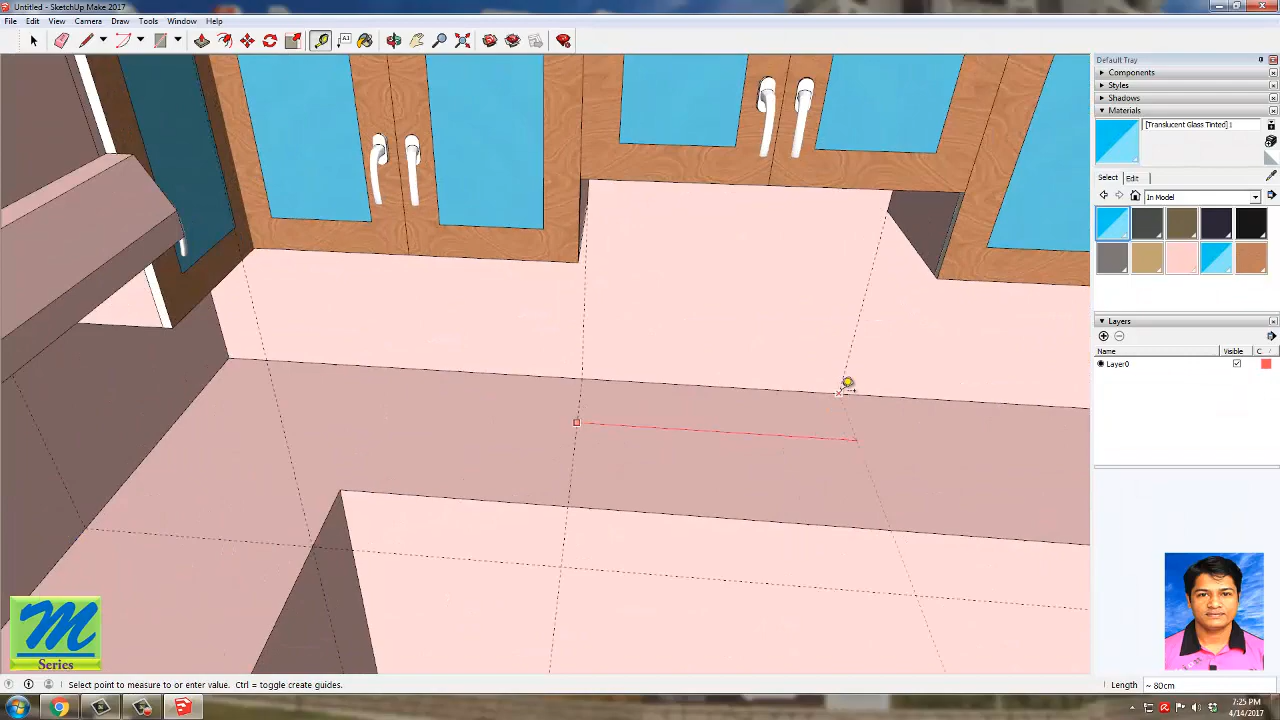 Untitled - SketchUp Make 2017
File Edit View Camera Draw Tools Window Help
Default Tray
Components
Styles
Shadows
Materials
[Translucent Glass Tinted]1
Select Edit
In Model
Layers
Name Visible C
Layer0
M
Series
Select point to measure to or enter value. Ctrl = toggle create guides.
Length ~ 80cm
7:25 PM
4/14/2017